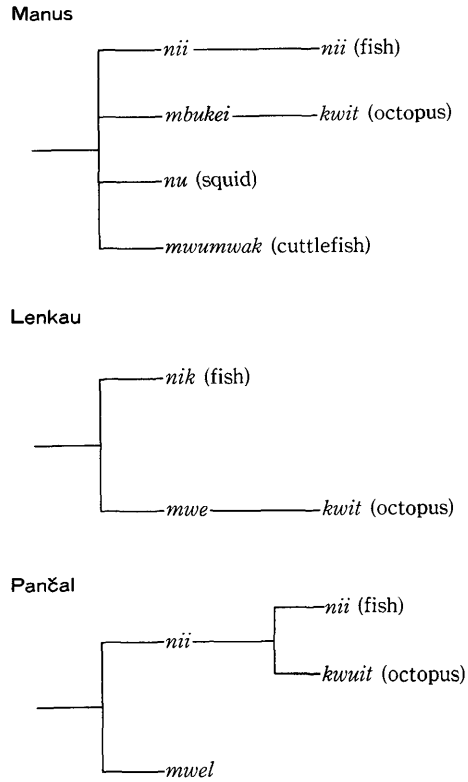 Manus
nii nii (fish)
mbukei kwit (octopus)
nu (squid)
mwumwak (cuttlefish)
Lenkau
nik (fish)
mwe kwit (octopus)
Pančal
nii (fish)
nii
kwuit (octopus)
mwel